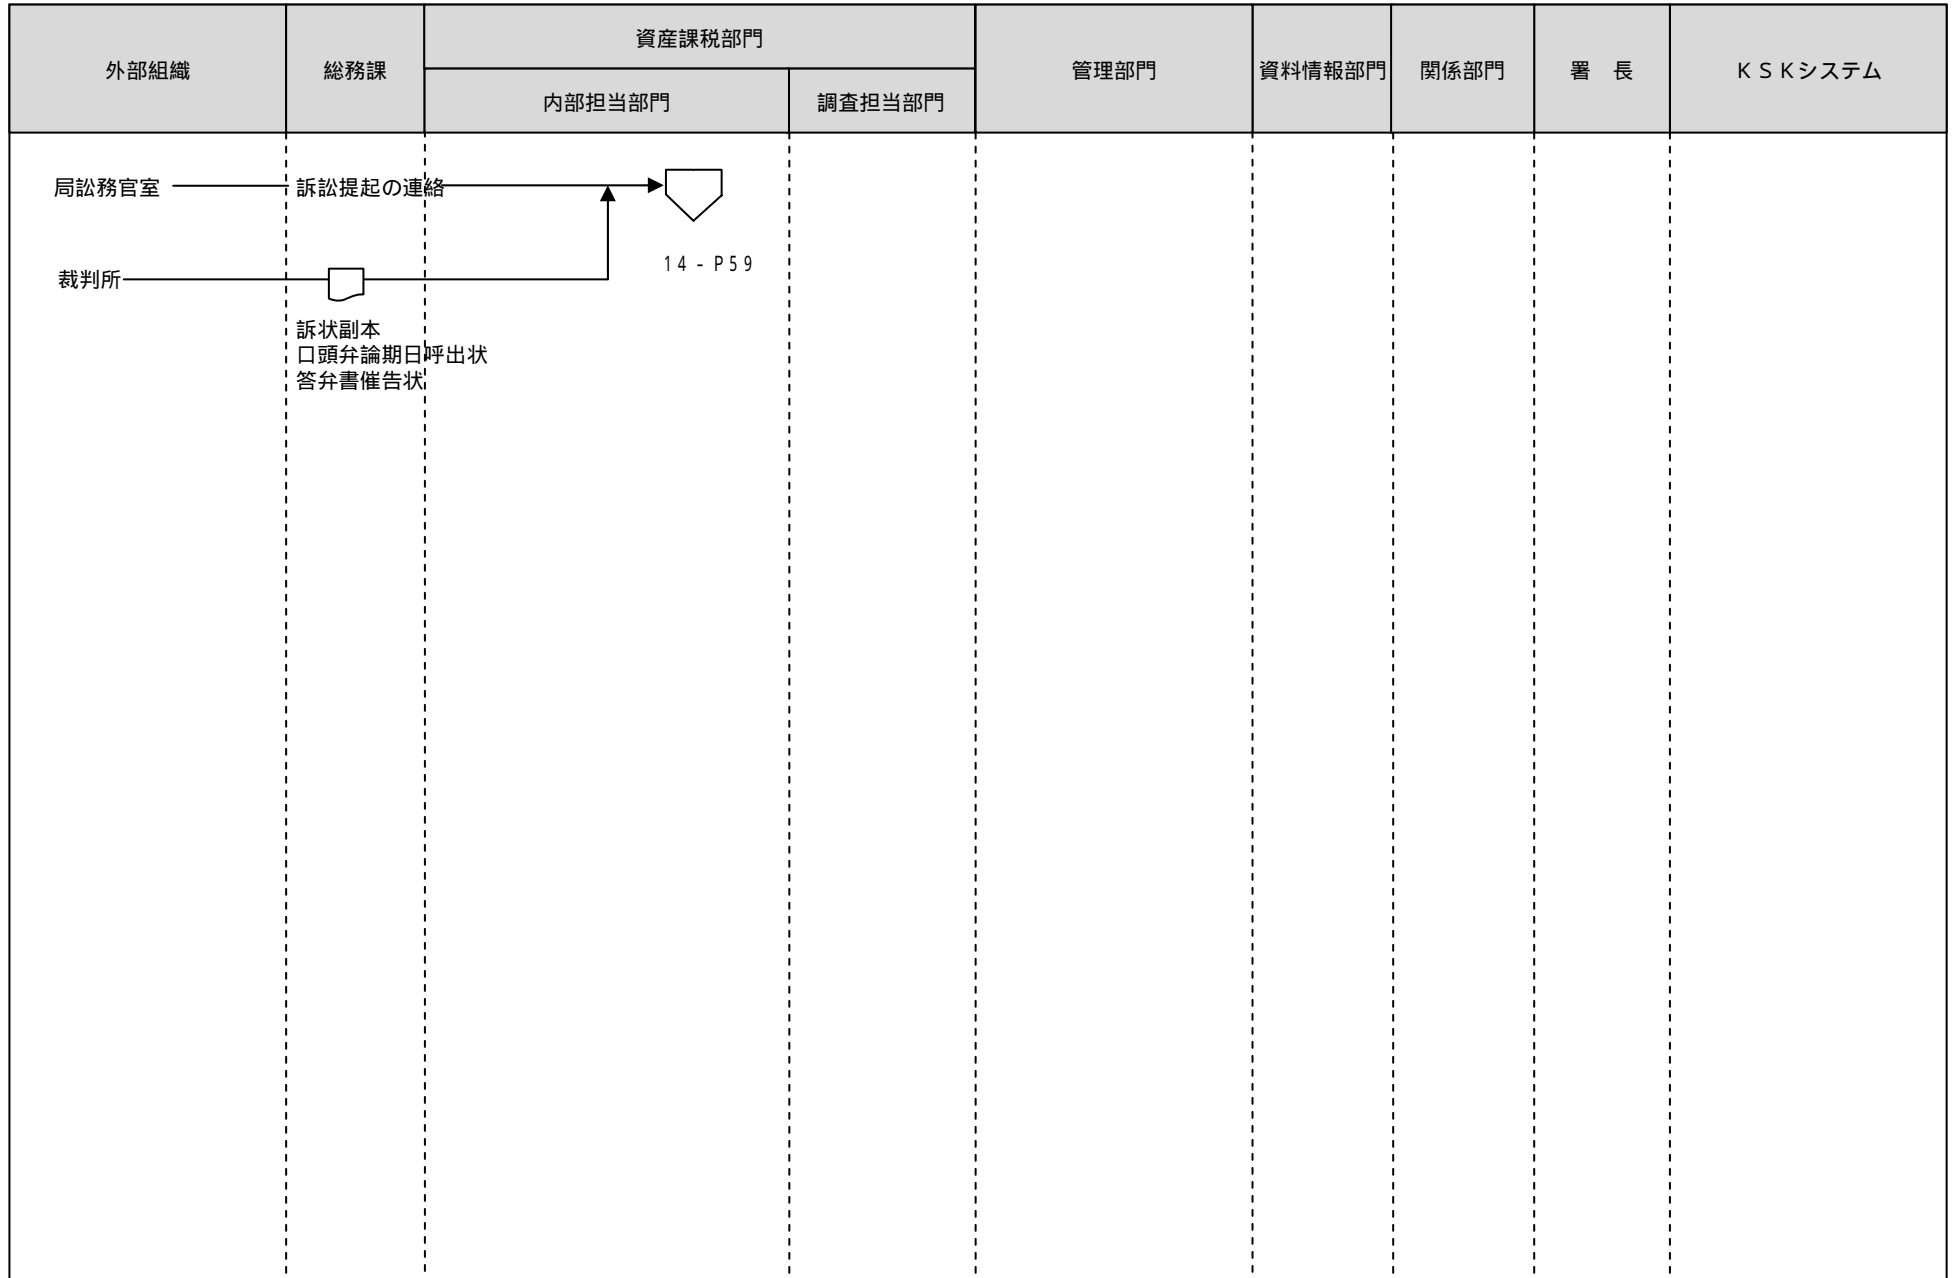 外部組織
総務課
資産課税部門
内部担当部門
調査担当部門
管理部門
資料情報部門
関係部門
署　長
ＫＳＫシステム
局訟務官室
訴訟提起の連絡
14-P59
裁判所
訴状副本
口頭弁論期日呼出状
答弁書催告状